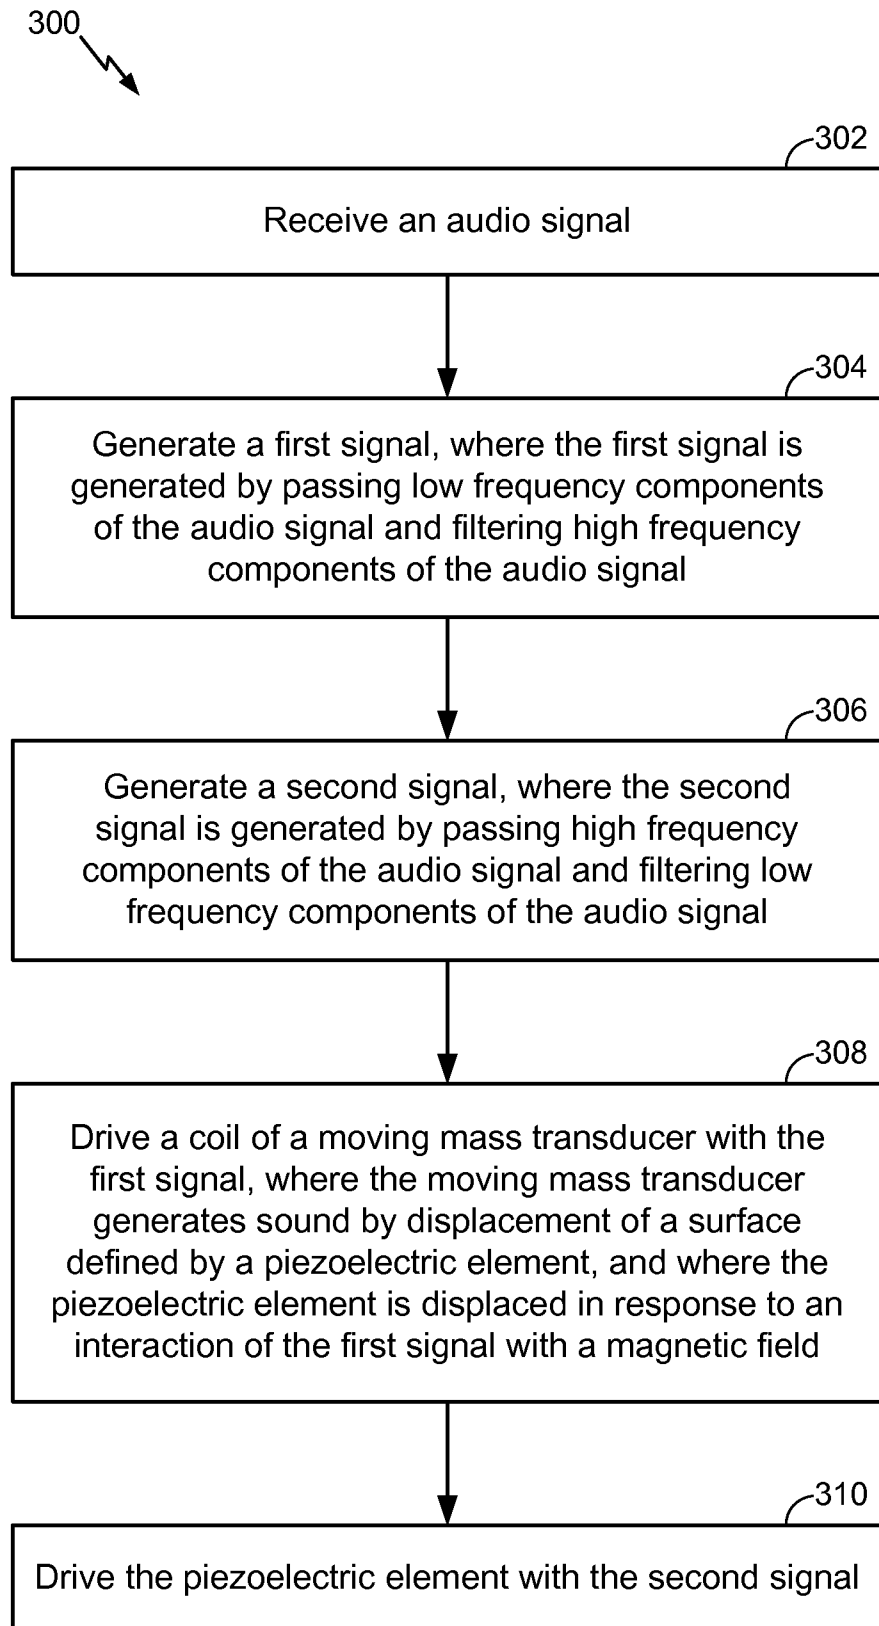 300
302
Receive an audio signal
304
Generate a first signal, where the first signal is
generated by passing low frequency components
of the audio signal and filtering high frequency
components of the audio signal
306
Generate a second signal, where the second
signal is generated by passing high frequency
components of the audio signal and filtering low
frequency components of the audio signal
308
Drive a coil of a moving mass transducer with the
first signal, where the moving mass transducer
generates sound by displacement of a surface
defined by a piezoelectric element, and where the
piezoelectric element is displaced in response to an
interaction of the first signal with a magnetic field
310
Drive the piezoelectric element with the second signal